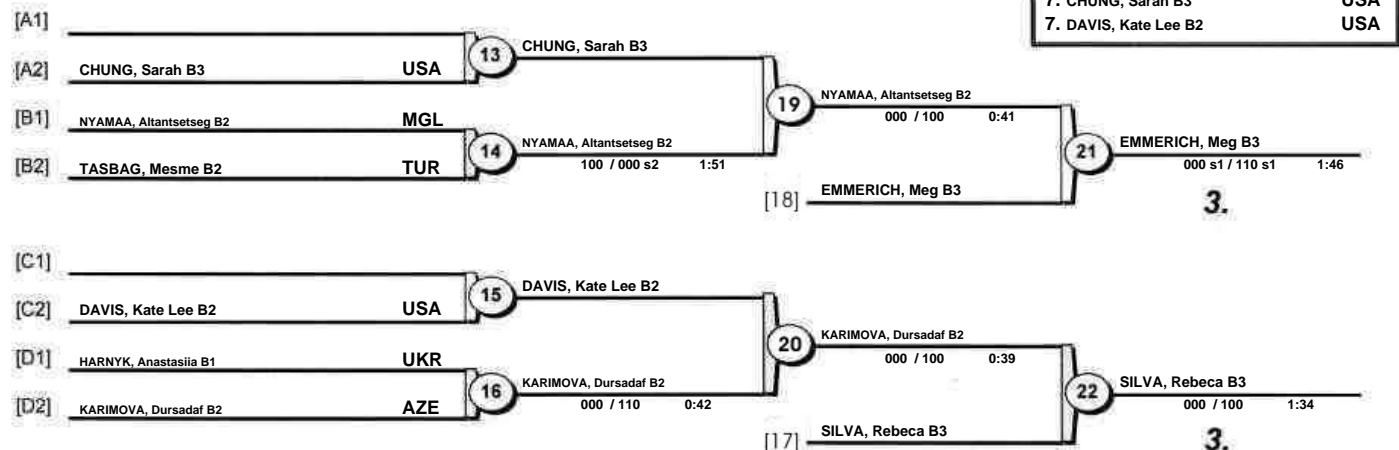 7. CHUNG, Sarah B3 USA
7. DAVIS, Kate Lee B2 USA
[A1]
13 CHUNG, Sarah B3
[A2] CHUNG, Sarah B3 USA
19 NYAMAA, Altantsetseg B2
000 / 100 0:41
[B1] NYAMAA, Altantsetseg B2 MGL
14 NYAMAA, Altantsetseg B2
100 / 000 s2 1:51
[B2] TASBAG, Mesme B2 TUR
21 EMMERICH, Meg B3
000 s1 / 110 s1 1:46
[18] EMMERICH, Meg B3
3.
[C1]
15 DAVIS, Kate Lee B2
[C2] DAVIS, Kate Lee B2 USA
20 KARIMOVA, Dursadaf B2
000 / 100 0:39
[D1] HARNYK, Anastasiia B1 UKR
16 KARIMOVA, Dursadaf B2
000 / 110 0:42
[D2] KARIMOVA, Dursadaf B2 AZE
22 SILVA, Rebeca B3
000 / 100 1:34
[17] SILVA, Rebeca B3
3.